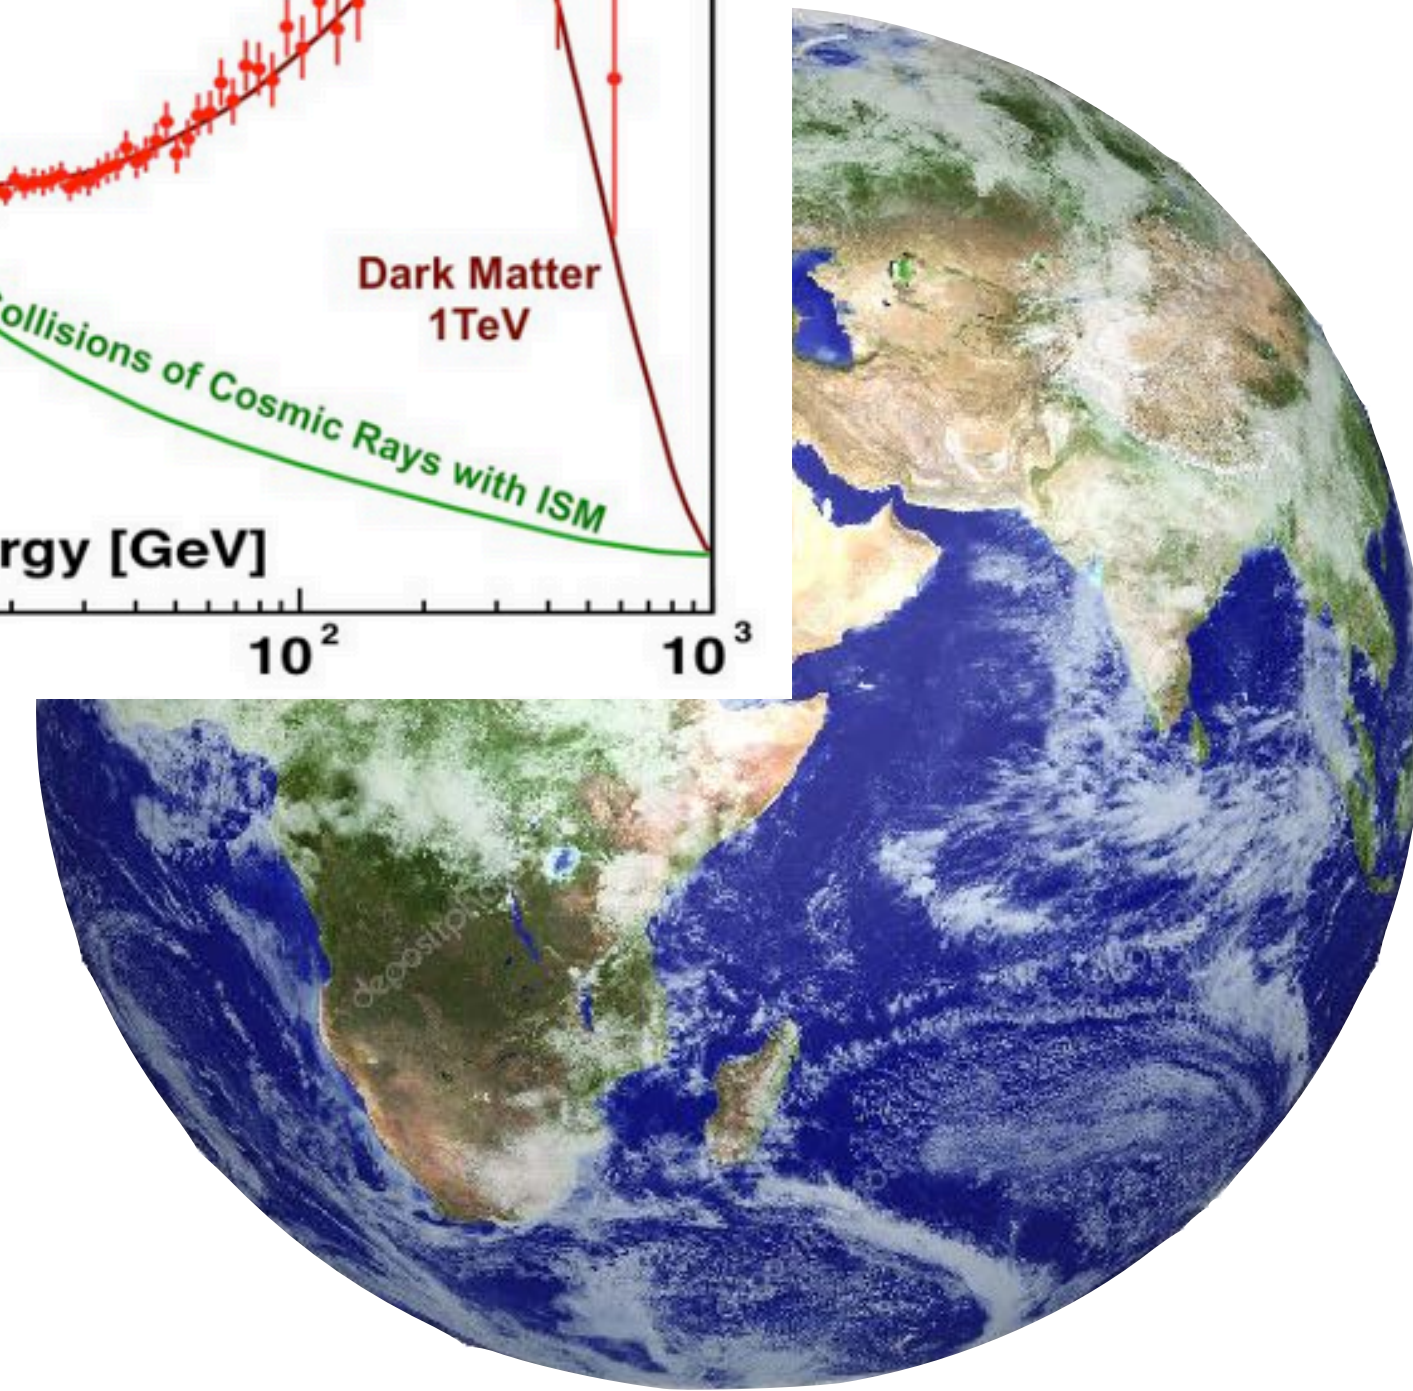 Dark Matter
1TeV
ollisions of Cosmic Rays with ISM
rgy [GeV]
10² 10³